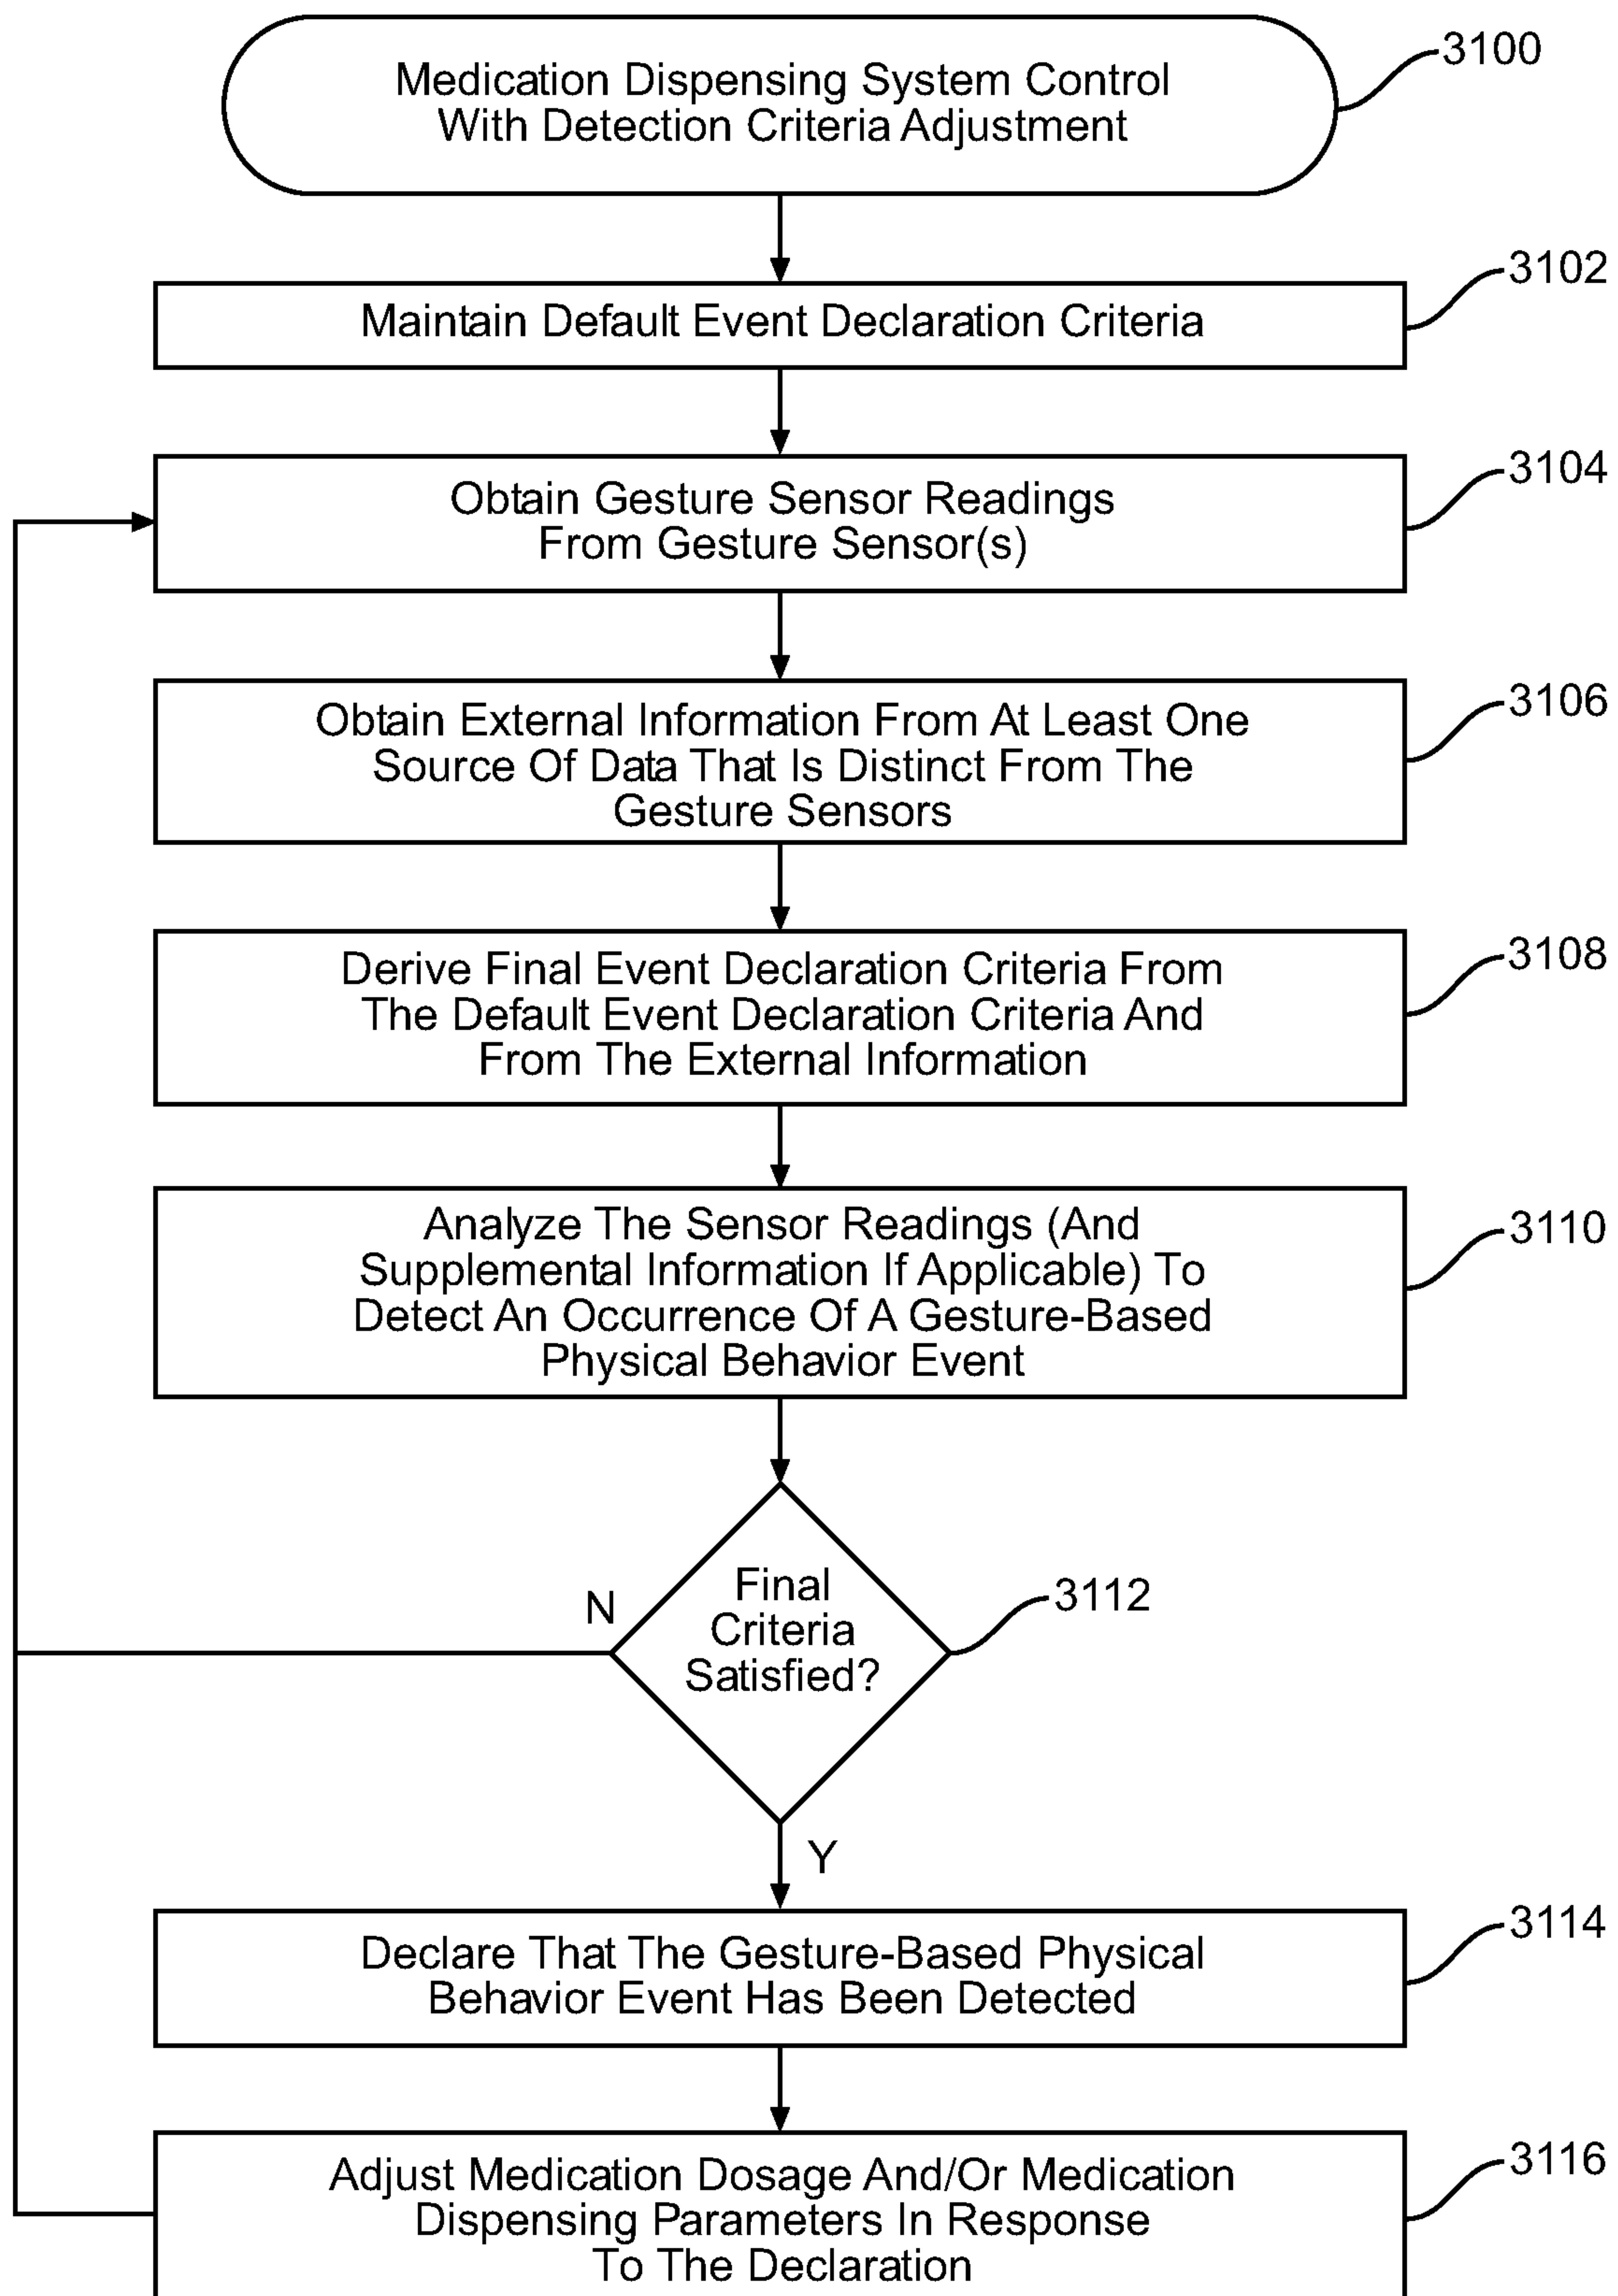 Medication Dispensing System Control
With Detection Criteria Adjustment
3100
Maintain Default Event Declaration Criteria
3102
Obtain Gesture Sensor Readings
From Gesture Sensor(s)
3104
Obtain External Information From At Least One
Source Of Data That Is Distinct From The
Gesture Sensors
3106
Derive Final Event Declaration Criteria From
The Default Event Declaration Criteria And
From The External Information
3108
Analyze The Sensor Readings (And
Supplemental Information If Applicable) To
Detect An Occurrence Of A Gesture-Based
Physical Behavior Event
3110
Final
Criteria
Satisfied?
3112
N
Y
Declare That The Gesture-Based Physical
Behavior Event Has Been Detected
3114
Adjust Medication Dosage And/Or Medication
Dispensing Parameters In Response
To The Declaration
3116